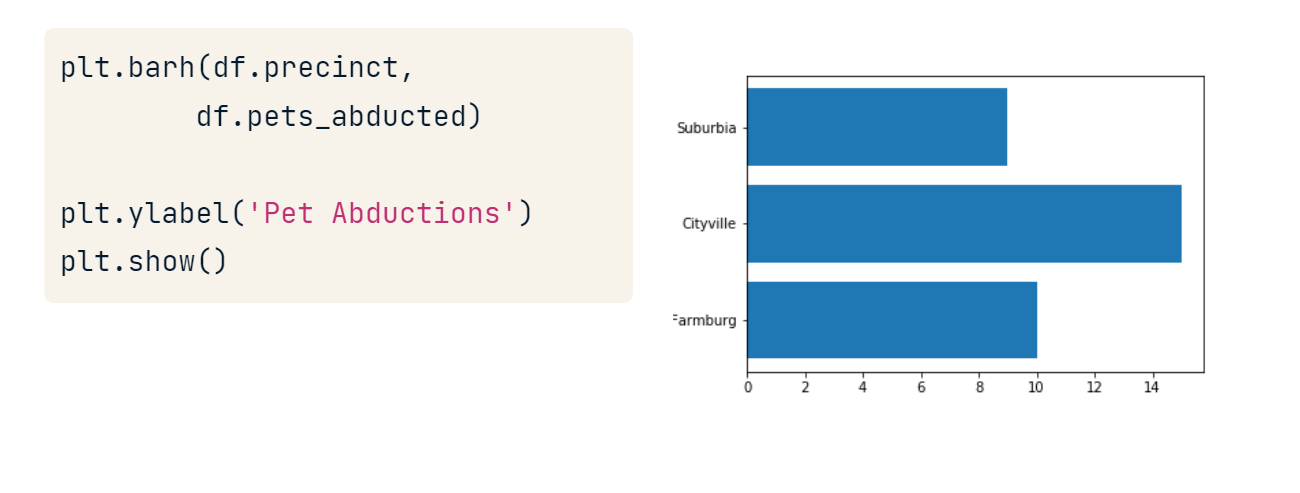 plt.barh(df.precinct,
        df.pets_abducted)
plt.ylabel('Pet Abductions')
plt.show()
Suburbia
Cityville
Farmburg
0 2 4 6 8 10 12 14